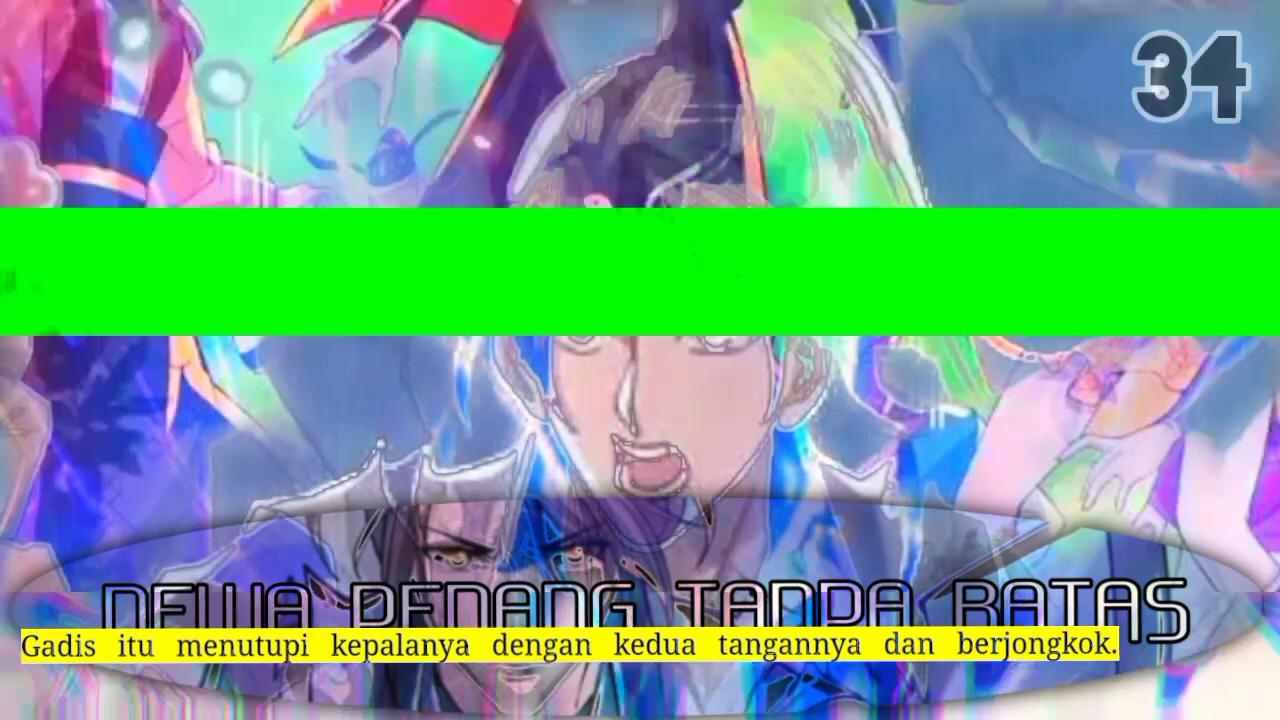 34
DEWA PEDANG TANPA BATAS
Gadis itu menutupi kepalanya dengan kedua tangannya dan berjongkok.